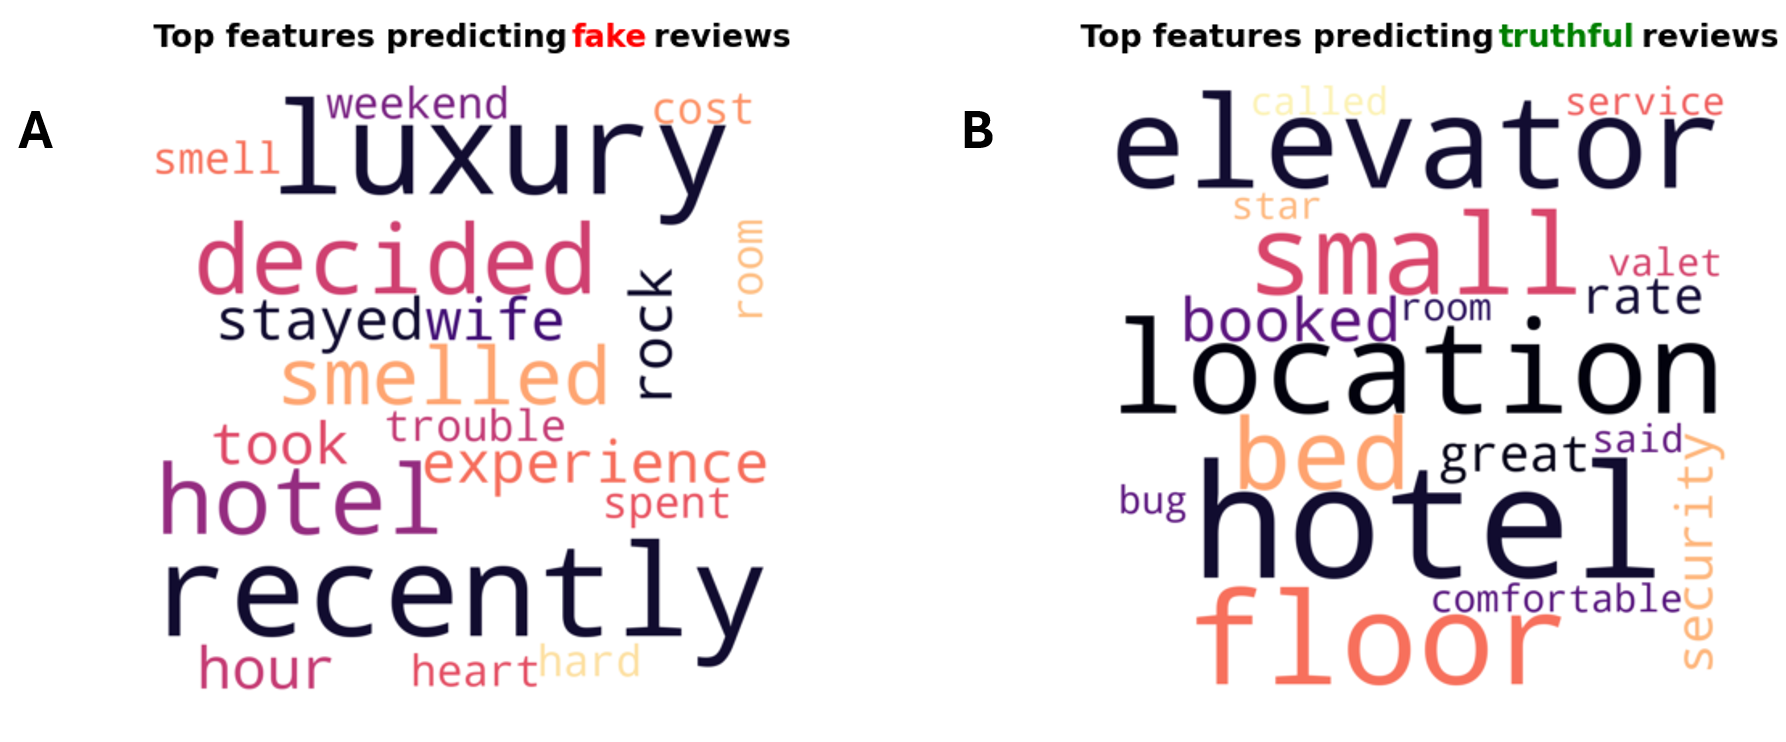 Top features predicting fake reviews
A
weekend
cost
luxury
smell
decided
room
rock
stayed
wife
smelled
trouble
took
experience
hotel
spent
recently
hour
heart
hard
Top features predicting truthful reviews
B
called
service
elevator
star
small
valet
rate
room
booked
location
bed
great
said
security
bug
hotel
comfortable
floor